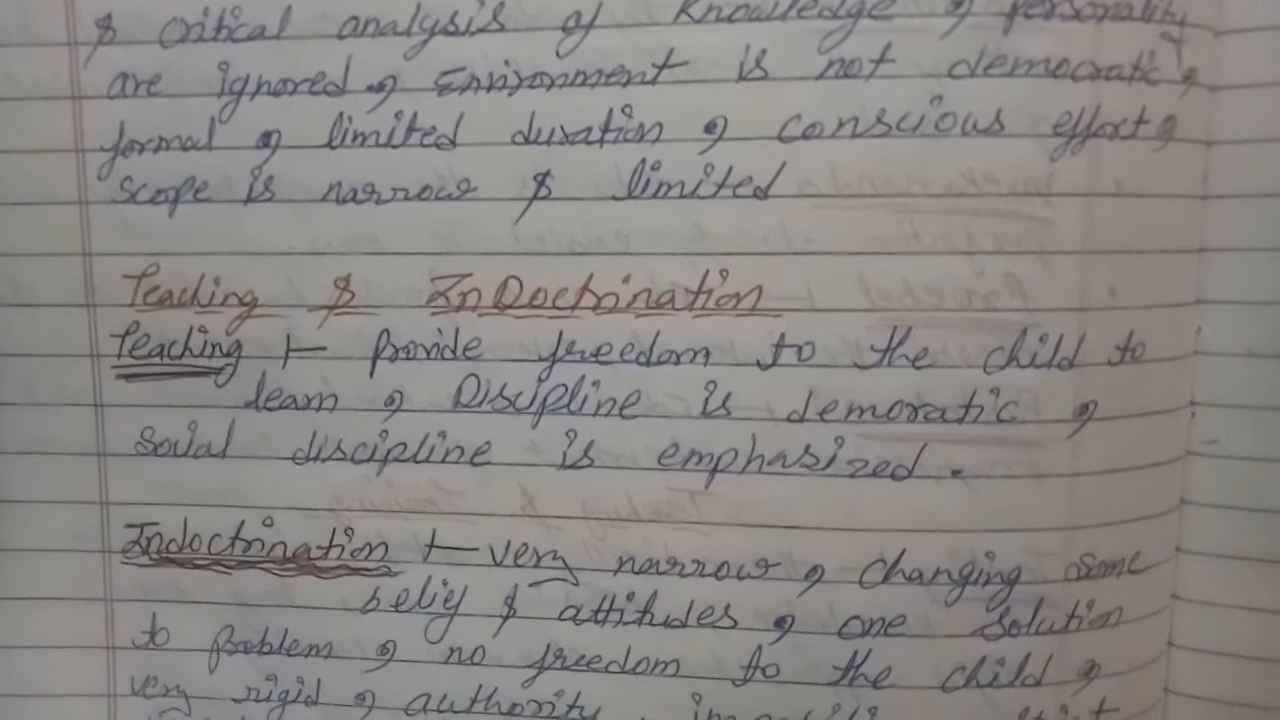 & critical analysis of Knowledge, personality
are ignored, Environment is not democratic,
formal, limited duration, conscious effort,
scope is narrow & limited
Teaching & InDoctrination
Teaching :- provide freedom to the child to
learn, Discipline is demoratic,
Social discipline is emphasized.
Indoctrination :- very narrow, changing some
belief & attitudes, one solution
to problem, no freedom to the child,
very rigid, authority